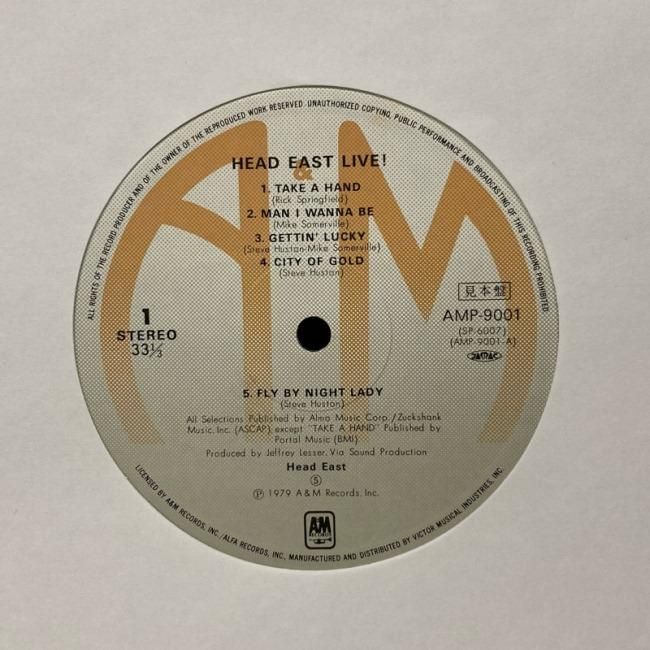 ALL RIGHTS OF THE RECORD PRODUCER AND OF THE OWNER OF THE REPRODUCED WORK RESERVED. UNAUTHORIZED COPYING, PUBLIC PERFORMANCE AND BROADCASTING OF THIS RECORDING PROHIBITED.
A&M
HEAD EAST LIVE!
1. TAKE A HAND
(Rick Springfield)
2. MAN I WANNA BE
(Mike Somerville)
3. GETTIN' LUCKY
(Steve Huston-Mike Somerville)
4. CITY OF GOLD
(Steve Huston)
1
STEREO
33⅓
見本盤
AMP-9001
(SP-6007)
(AMP-9001-A)
JASRAC
5. FLY BY NIGHT LADY
(Steve Huston)
All Selections Published by Almo Music Corp./Zuckshank
Music, Inc. (ASCAP) except "TAKE A HAND" Published by
Portal Music (BMI)
Produced by Jeffrey Lesser, Via Sound Production
Head East
Ⓢ
Ⓟ 1979 A & M Records, Inc.
A&M
RECORDS
LICENSED BY A&M RECORDS, INC./ALFA RECORDS, INC., MANUFACTURED AND DISTRIBUTED BY VICTOR MUSICAL INDUSTRIES, INC.